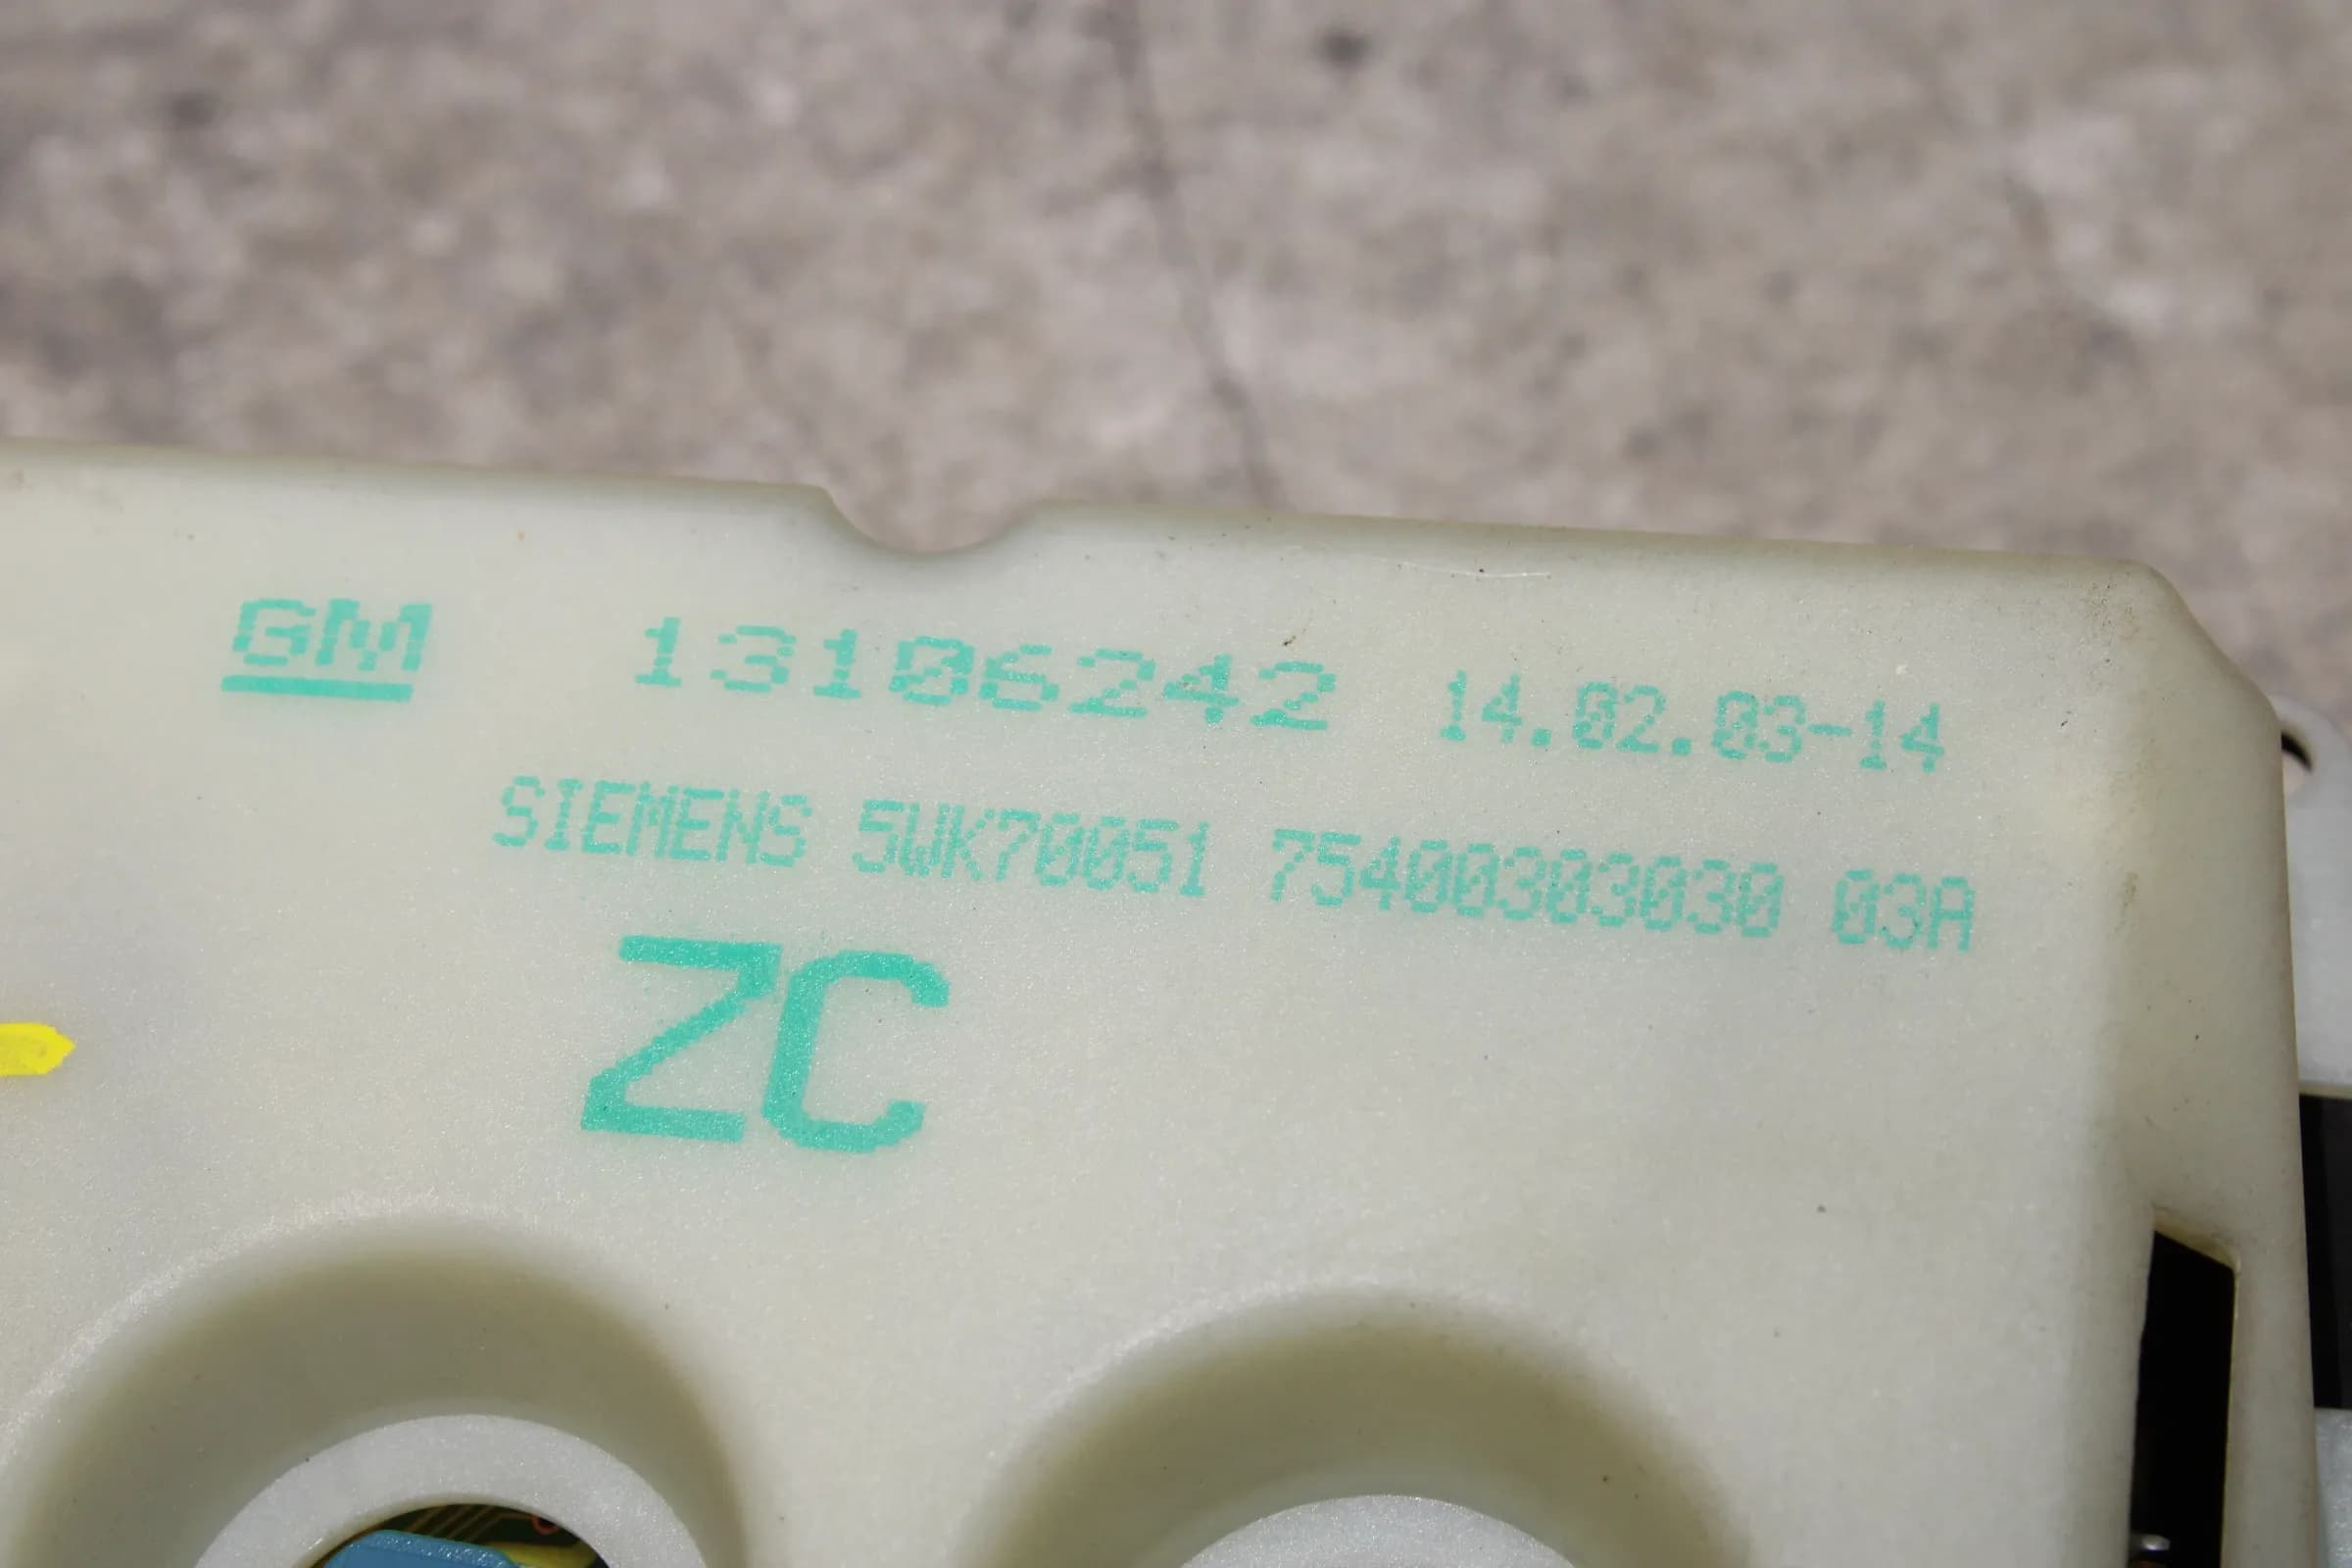 GM 13106242 14.02.03-14
SIEMENS 5WK70051 75400303030 03A
ZC